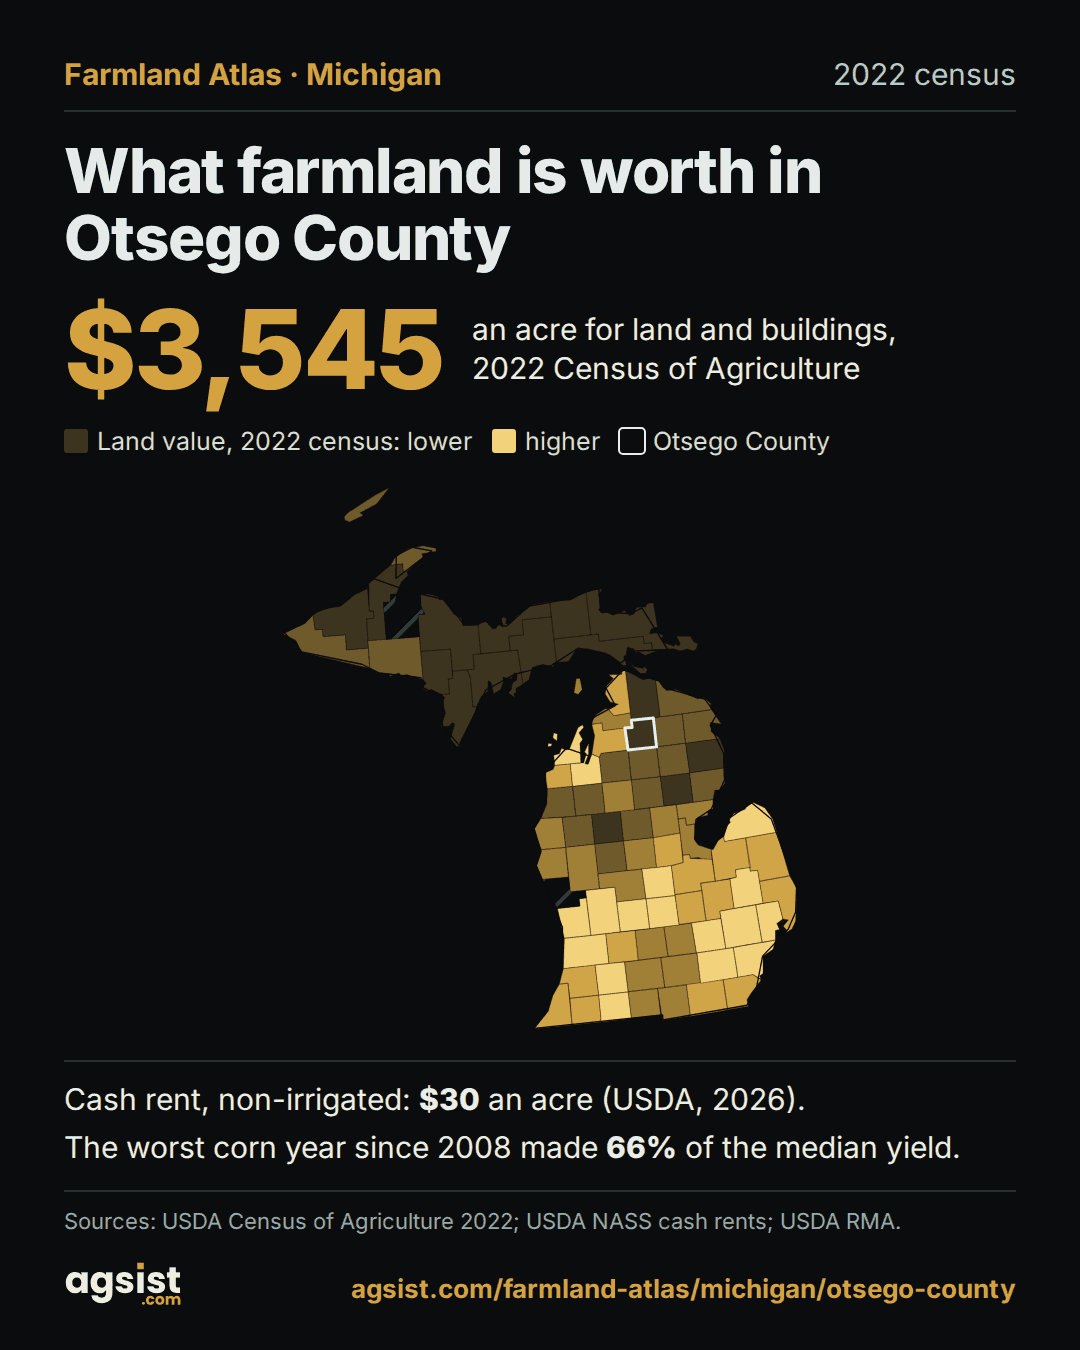 Farmland Atlas · Michigan
2022 census
What farmland is worth in
Otsego County
$3,545
an acre for land and buildings,
2022 Census of Agriculture
Land value, 2022 census: lower
higher
Otsego County
Cash rent, non-irrigated: $30 an acre (USDA, 2026).
The worst corn year since 2008 made 66% of the median yield.
Sources: USDA Census of Agriculture 2022; USDA NASS cash rents; USDA RMA.
agsist
.com
agsist.com/farmland-atlas/michigan/otsego-county